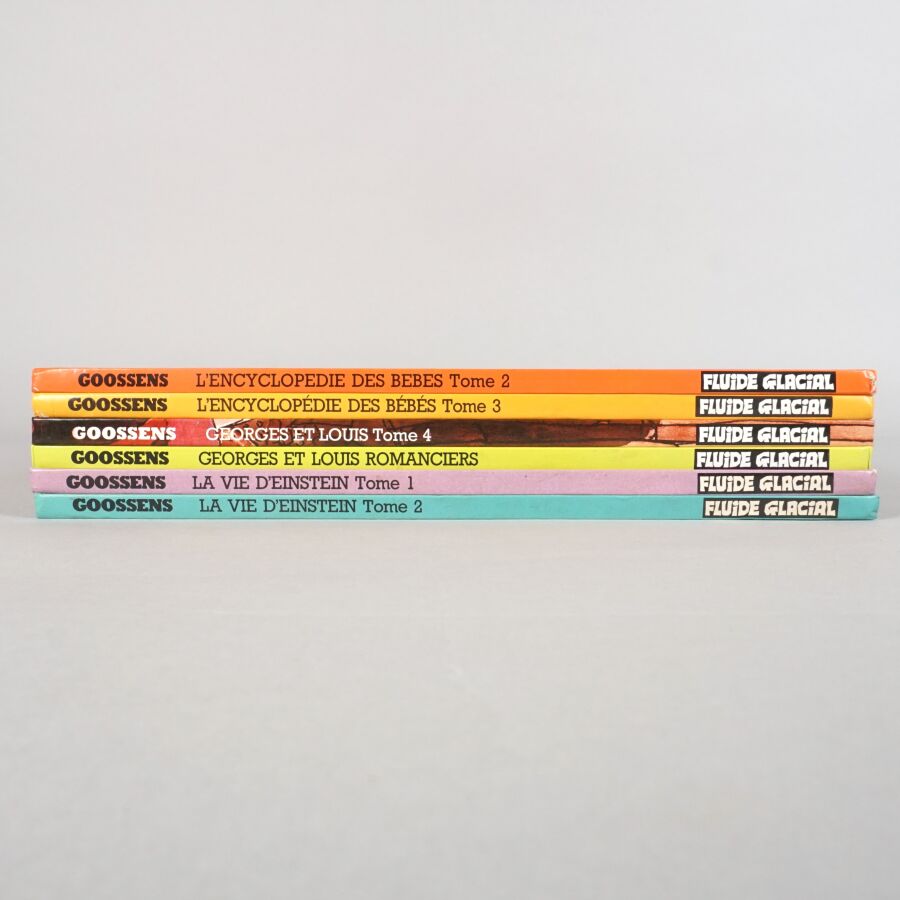 GOOSSENS L'ENCYCLOPEDIE DES BEBES Tome 2 FLUIDE GLACIAL
GOOSSENS L'ENCYCLOPÉDIE DES BÉBÉS Tome 3 FLUIDE GLACIAL
GOOSSENS GEORGES ET LOUIS Tome 4 FLUIDE GLACIAL
GOOSSENS GEORGES ET LOUIS ROMANCIERS FLUIDE GLACIAL
GOOSSENS LA VIE D'EINSTEIN Tome 1 FLUIDE GLACIAL
GOOSSENS LA VIE D'EINSTEIN Tome 2 FLUIDE GLACIAL